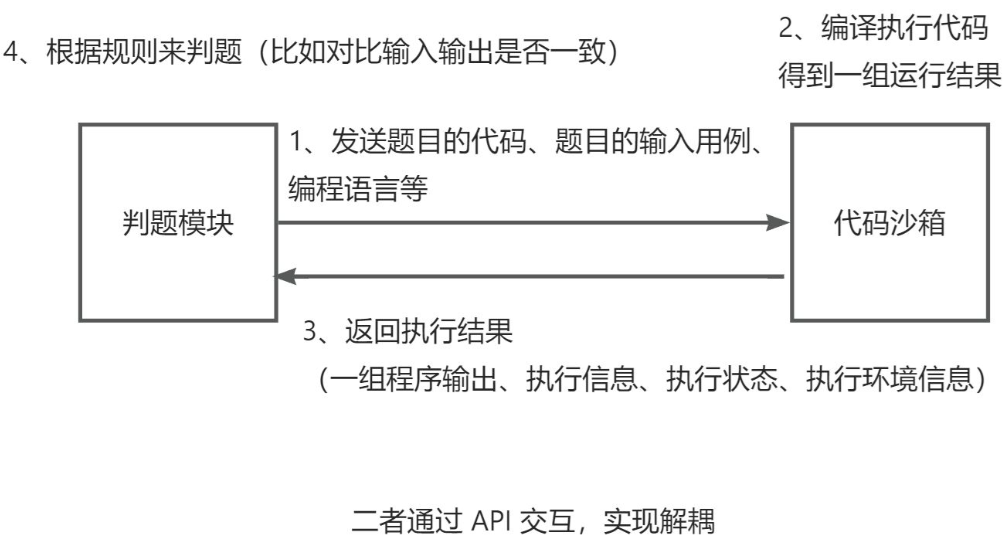 2、编译执行代码
得到一组运行结果
4、根据规则来判题（比如对比输入输出是否一致）
1、发送题目的代码、题目的输入用例、
编程语言等
判题模块
代码沙箱
3、返回执行结果
（一组程序输出、执行信息、执行状态、执行环境信息）
二者通过 API 交互，实现解耦